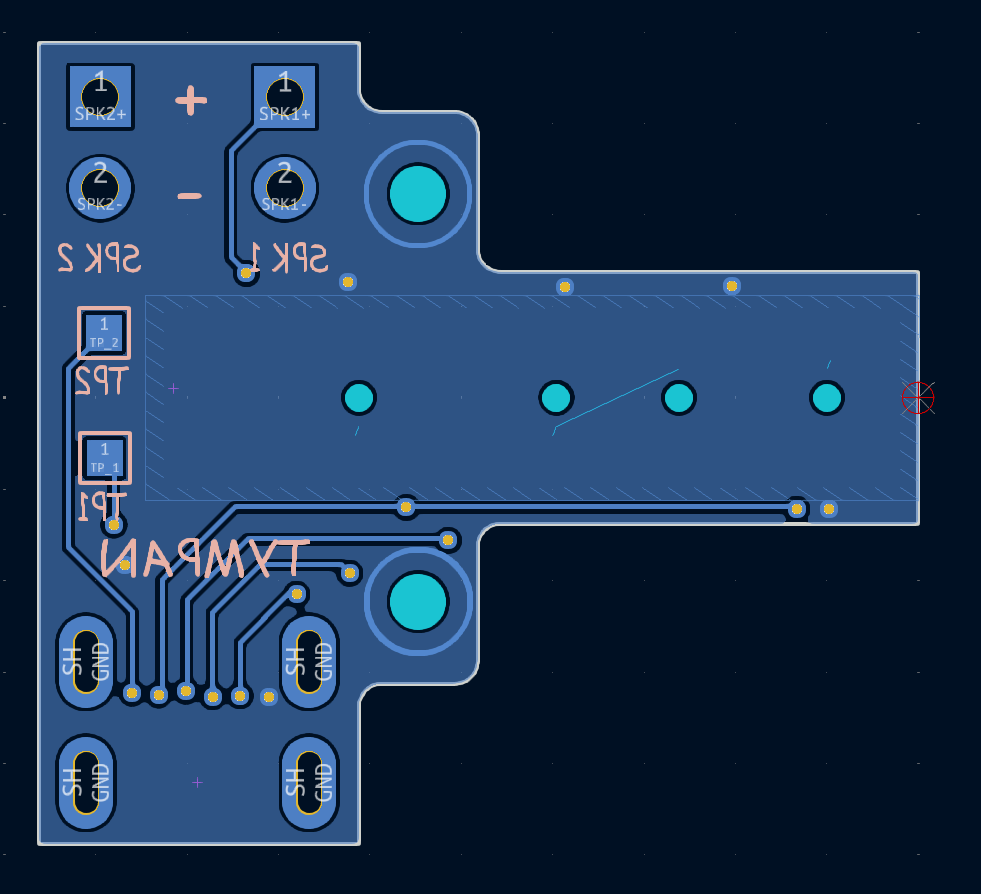 1 1
SPK2+ + SPK1+
2 2
SPK2- - SPK1-
SPK 2 SPK 1
1
TP_2
TP2
1
TP_1
TP1
TYMPAN
SH GND SH GND
SH GND SH GND